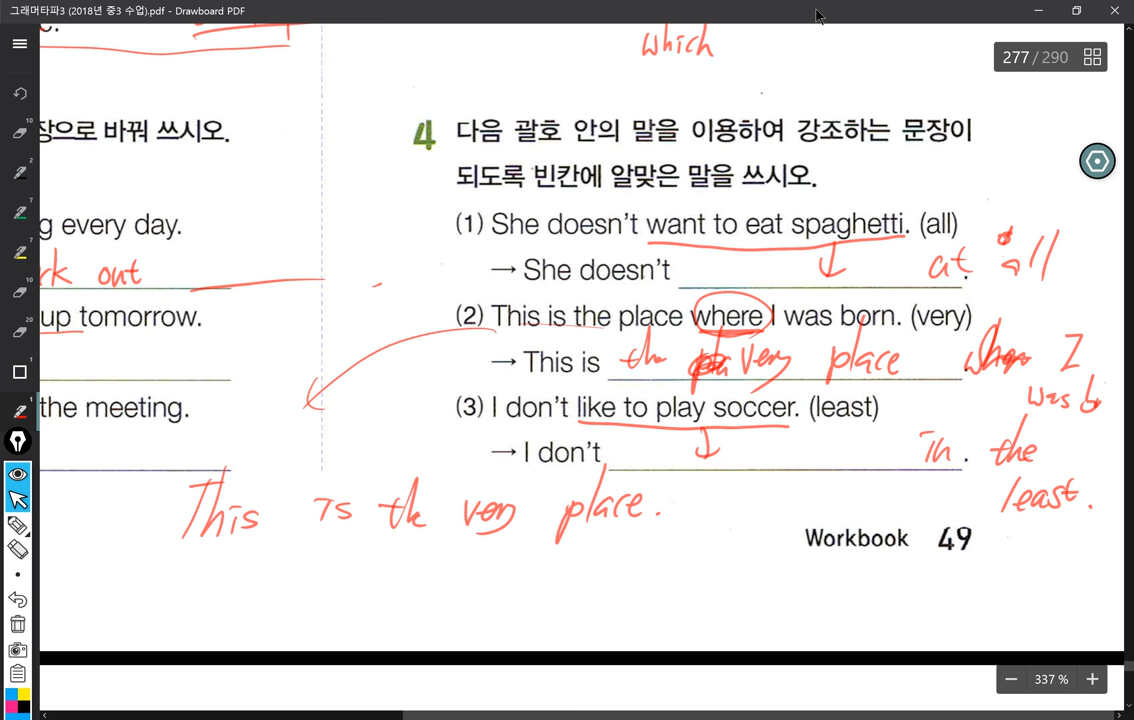 그래머타파3 (2018년 중3 수업).pdf - Drawboard PDF
277 / 290
which
장으로 바꿔 쓰시오.
g every day.
rk out
up tomorrow.
the meeting.
4 다음 괄호 안의 말을 이용하여 강조하는 문장이
되도록 빈칸에 알맞은 말을 쓰시오.
(1) She doesn't want to eat spaghetti. (all)
→ She doesn't at all.
(2) This is the place where I was born. (very)
→ This is the very place where I
was b
(3) I don't like to play soccer. (least)
→ I don't in the
least.
This is the very place.
Workbook 49
337 %